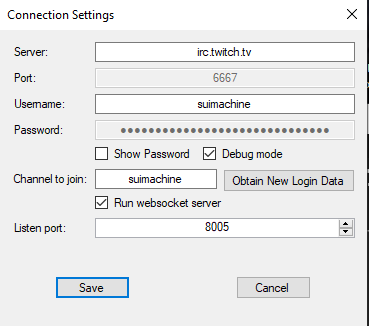 Connection Settings
Server: irc.twitch.tv
Port: 6667
Username: suimachine
Password: ●●●●●●●●●●●●●●●●●●●●●●●●●●●●●●
Show Password Debug mode
Channel to join: suimachine Obtain New Login Data
Run websocket server
Listen port: 8005
Save Cancel